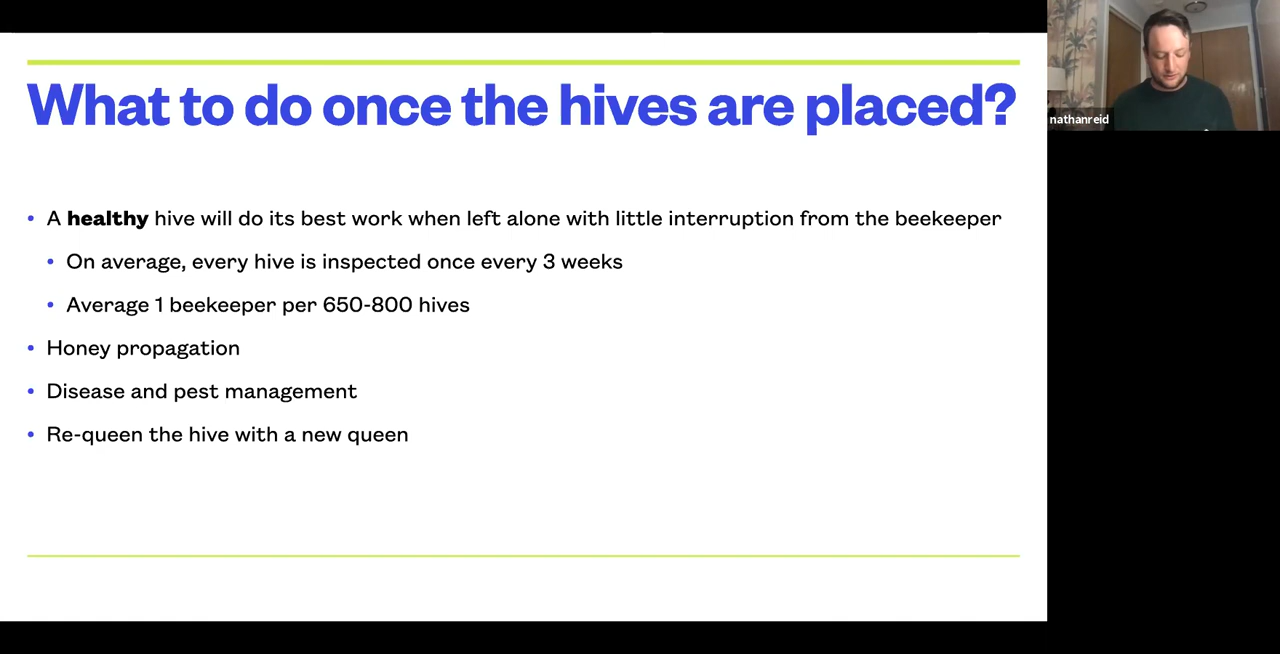 What to do once the hives are placed?
• A healthy hive will do its best work when left alone with little interruption from the beekeeper
• On average, every hive is inspected once every 3 weeks
• Average 1 beekeeper per 650-800 hives
• Honey propagation
• Disease and pest management
• Re-queen the hive with a new queen
nathanreid